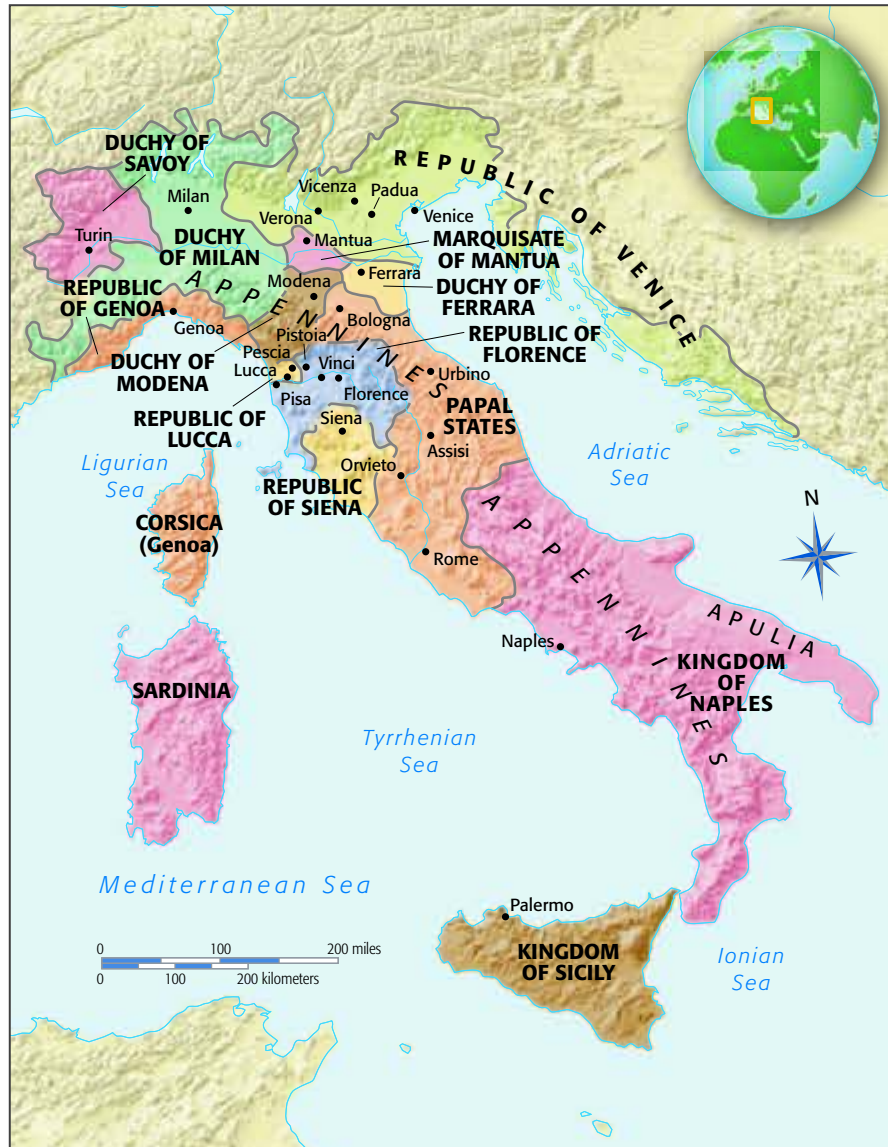 DUCHY OF
SAVOY
REPUBLIC OF VENICE
Vicenza
Padua
Milan
Verona
Venice
Turin
DUCHY
OF MILAN
Mantua
MARQUISATE
OF MANTUA
Ferrara
DUCHY OF
FERRARA
REPUBLIC
OF GENOA
Modena
APPENNINES
Genoa
Bologna
Pistoia
REPUBLIC OF
FLORENCE
DUCHY OF
MODENA
Pescia
Lucca
Vinci
Urbino
Pisa
Florence
REPUBLIC OF
LUCCA
PAPAL
STATES
Siena
Assisi
Ligurian
Sea
Adriatic
Sea
Orvieto
REPUBLIC
OF SIENA
N
CORSICA
(Genoa)
APPENNINES
Rome
APULIA
Naples
KINGDOM
OF
NAPLES
SARDINIA
Tyrrhenian
Sea
Mediterranean Sea
Palermo
KINGDOM
OF SICILY
Ionian
Sea
0 100 200 miles
0 100 200 kilometers